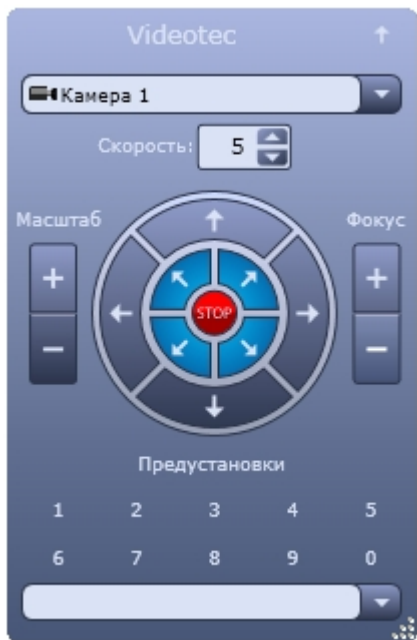 Videotec
Камера 1
Скорость: 5
Масштаб Фокус
STOP
Предустановки
1 2 3 4 5
6 7 8 9 0